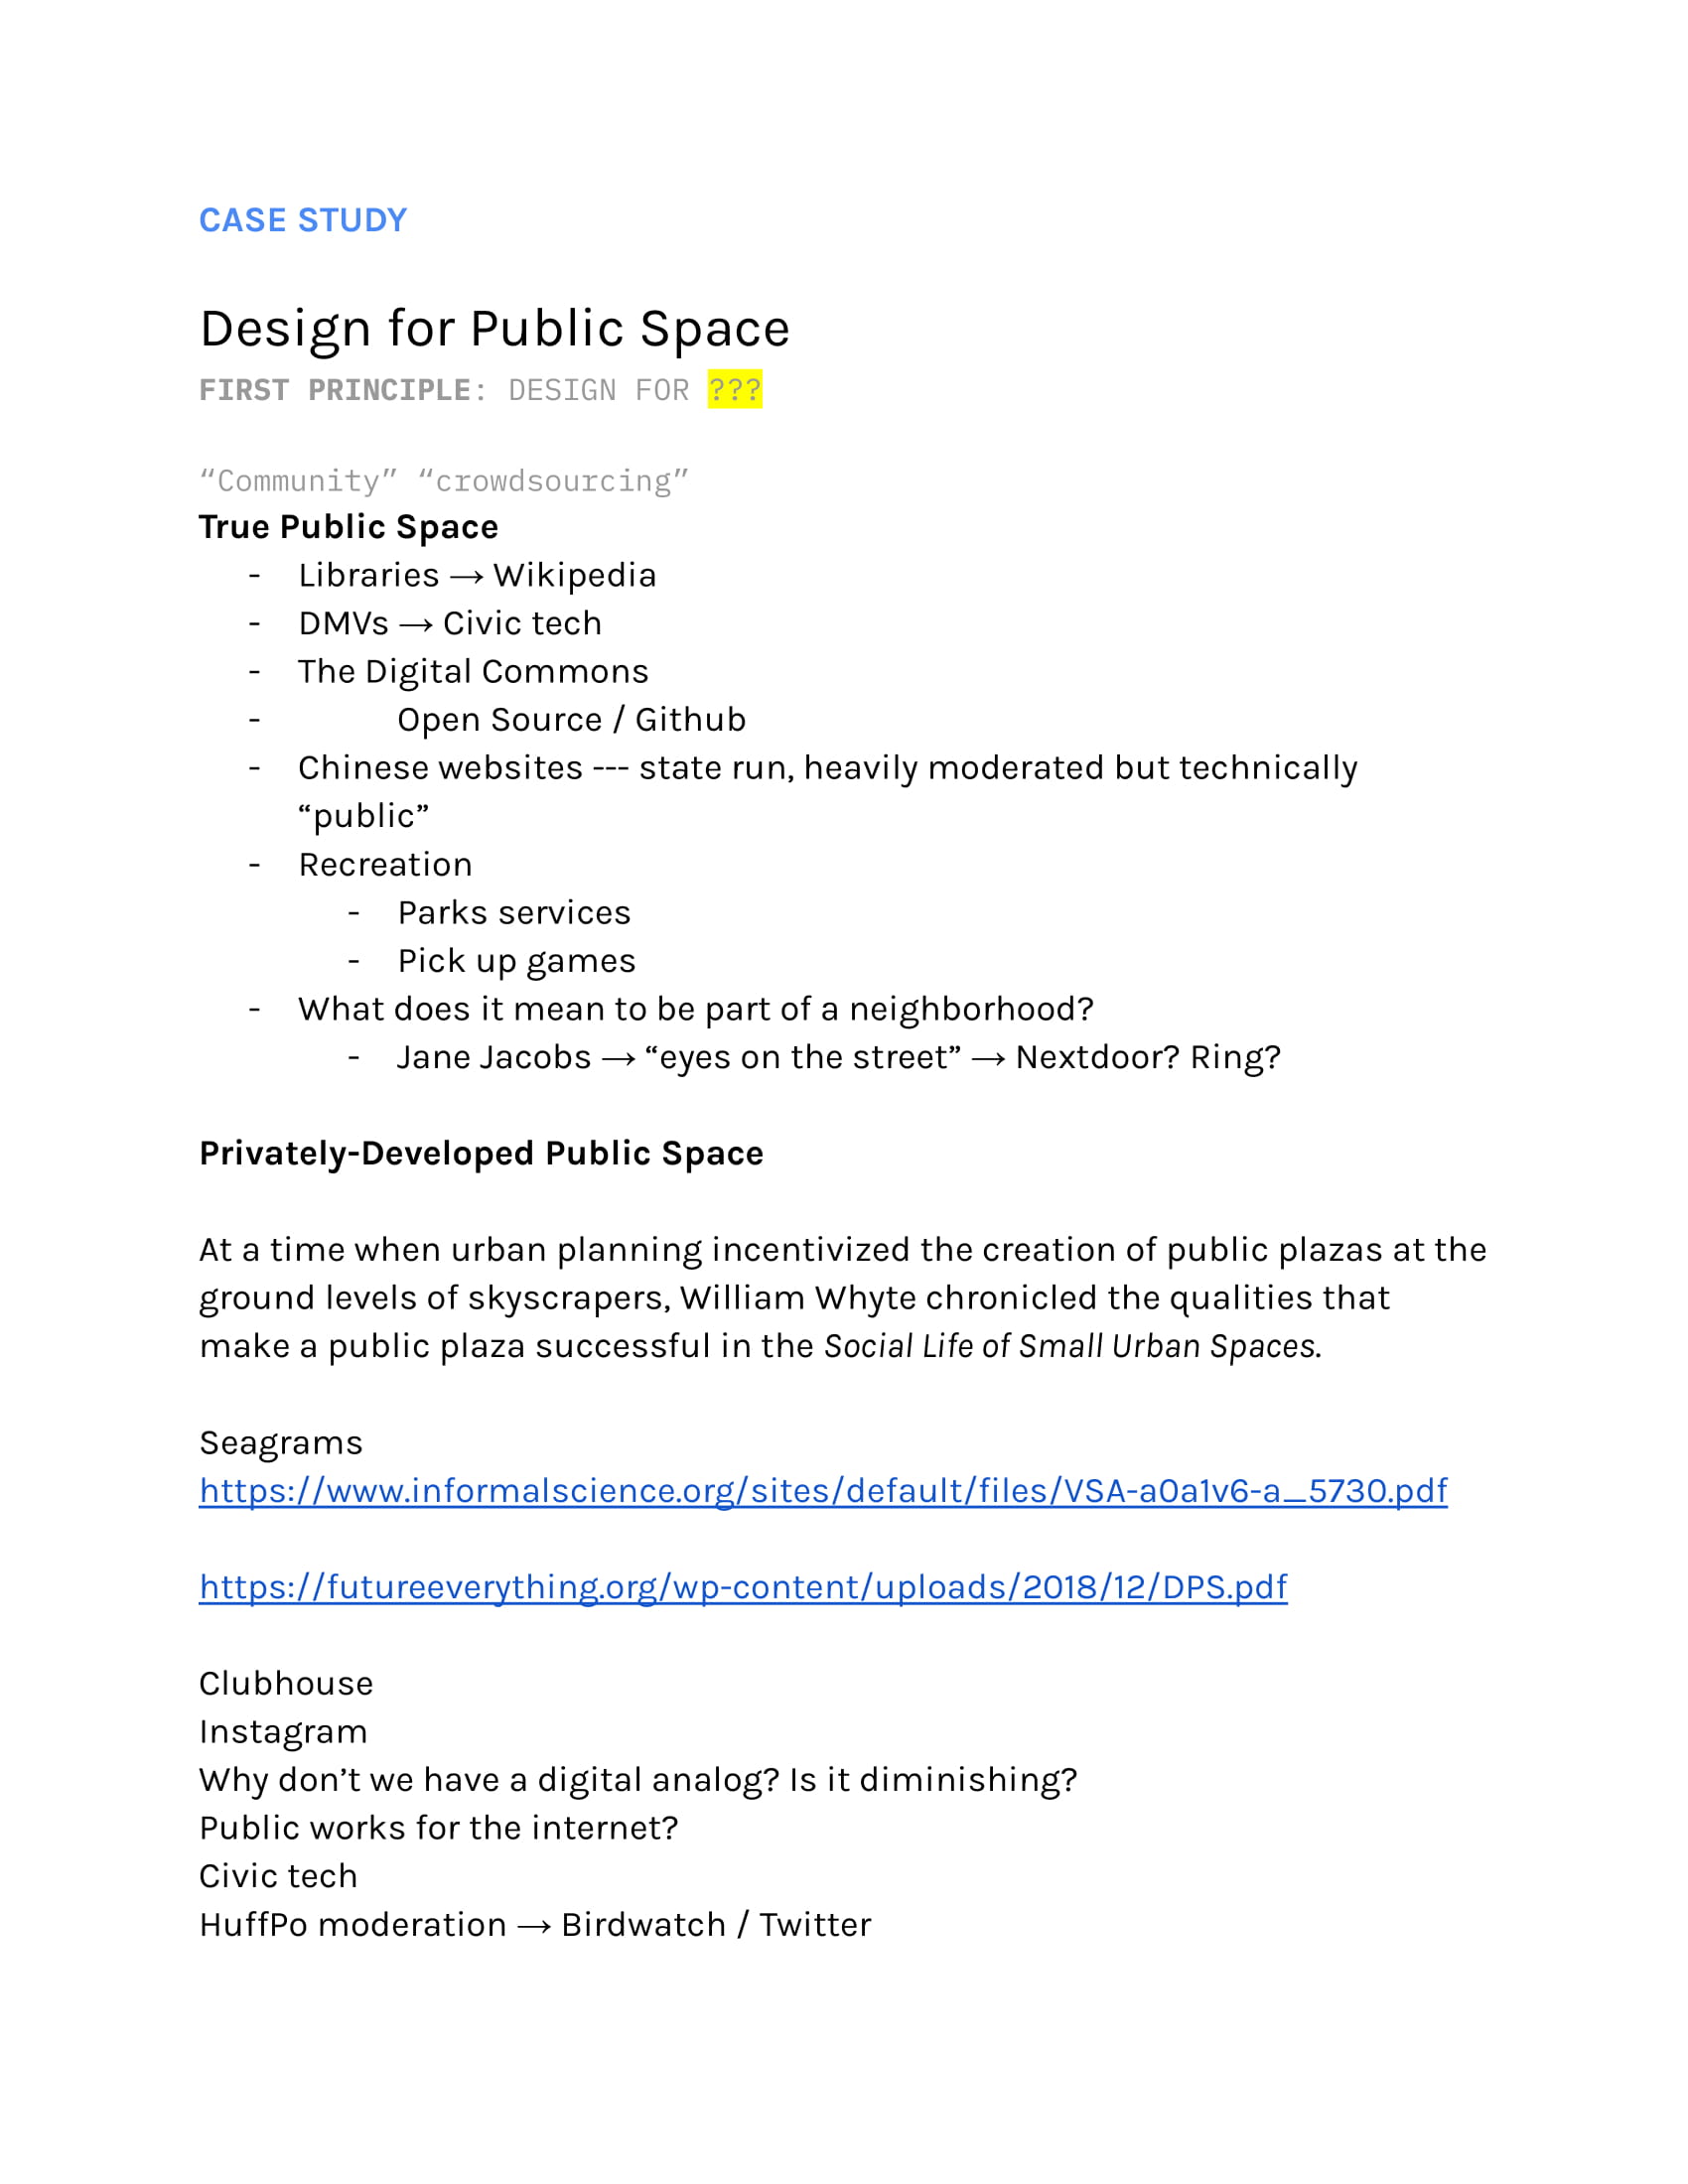 CASE STUDY
Design for Public Space
FIRST PRINCIPLE: DESIGN FOR ???
“Community” “crowdsourcing”
True Public Space
- Libraries → Wikipedia
- DMVs → Civic tech
- The Digital Commons
- Open Source / Github
- Chinese websites --- state run, heavily moderated but technically
“public”
- Recreation
- Parks services
- Pick up games
- What does it mean to be part of a neighborhood?
- Jane Jacobs → “eyes on the street” → Nextdoor? Ring?
Privately-Developed Public Space
At a time when urban planning incentivized the creation of public plazas at the
ground levels of skyscrapers, William Whyte chronicled the qualities that
make a public plaza successful in the Social Life of Small Urban Spaces.
Seagrams
https://www.informalscience.org/sites/default/files/VSA-a0a1v6-a_5730.pdf
https://futureeverything.org/wp-content/uploads/2018/12/DPS.pdf
Clubhouse
Instagram
Why don’t we have a digital analog? Is it diminishing?
Public works for the internet?
Civic tech
HuffPo moderation → Birdwatch / Twitter